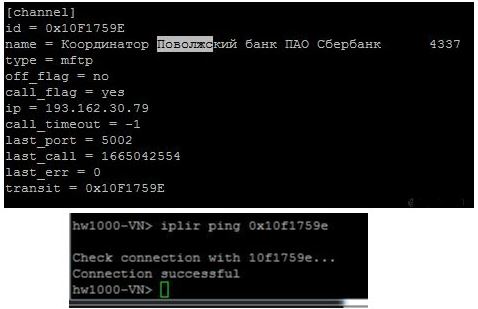 [channel]
id = 0x10F1759E
name = Координатор Поволжский банк ПАО Сбербанк 4337
type = mftp
off_flag = no
call_flag = yes
ip = 193.162.30.79
call_timeout = -1
last_port = 5002
last_call = 1665042554
last_err = 0
transit = 0x10F1759E
hw1000-VN> iplir ping 0x10f1759e
Check connection with 10f1759e...
Connection successful
hw1000-VN>